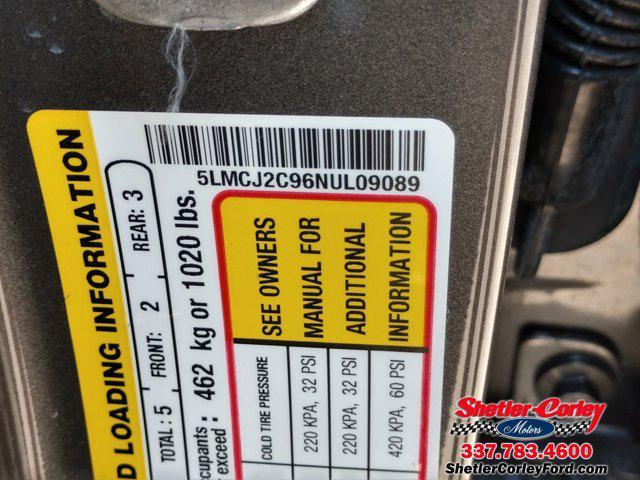 5LMCJ2C96NUL09089
D LOADING INFORMATION
TOTAL: 5 FRONT: 2 REAR: 3
cupants
exceed : 462 kg or 1020 lbs.
COLD TIRE PRESSURE SEE OWNERS
220 KPA, 32 PSI MANUAL FOR
220 KPA, 32 PSI ADDITIONAL
420 KPA, 60 PSI INFORMATION
Shetler-Corley
Motors
337.783.4600
ShetlerCorleyFord.com